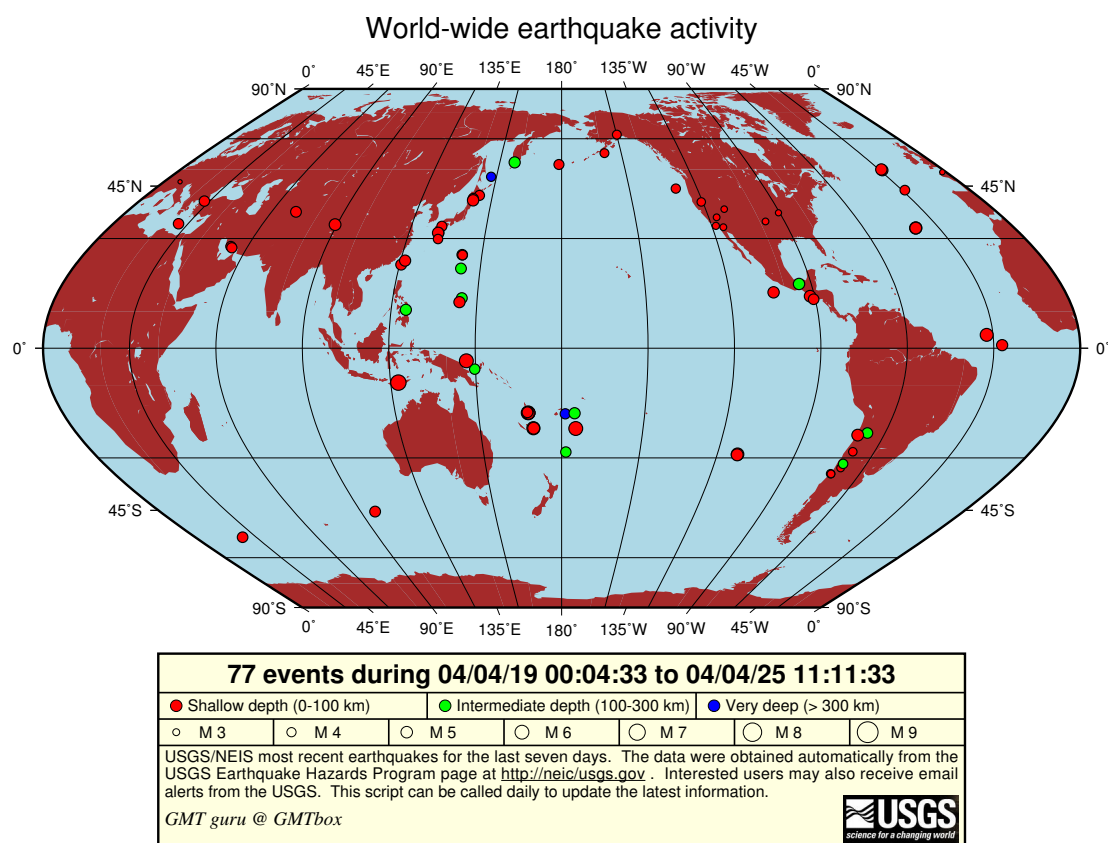 World-wide earthquake activity
0˚ 45˚E 90˚E 135˚E 180˚ 135˚W 90˚W 45˚W 0˚
90˚N 90˚N
45˚N 45˚N
0˚ 0˚
45˚S 45˚S
90˚S 90˚S
0˚ 45˚E 90˚E 135˚E 180˚ 135˚W 90˚W 45˚W 0˚
77 events during 04/04/19 00:04:33 to 04/04/25 11:11:33
Shallow depth (0-100 km) Intermediate depth (100-300 km) Very deep (> 300 km)
M 3 M 4 M 5 M 6 M 7 M 8 M 9
USGS/NEIS most recent earthquakes for the last seven days. The data were obtained automatically from the
USGS Earthquake Hazards Program page at http://neic/usgs.gov . Interested users may also receive email
alerts from the USGS. This script can be called daily to update the latest information.
GMT guru @ GMTbox
USGS
science for a changing world